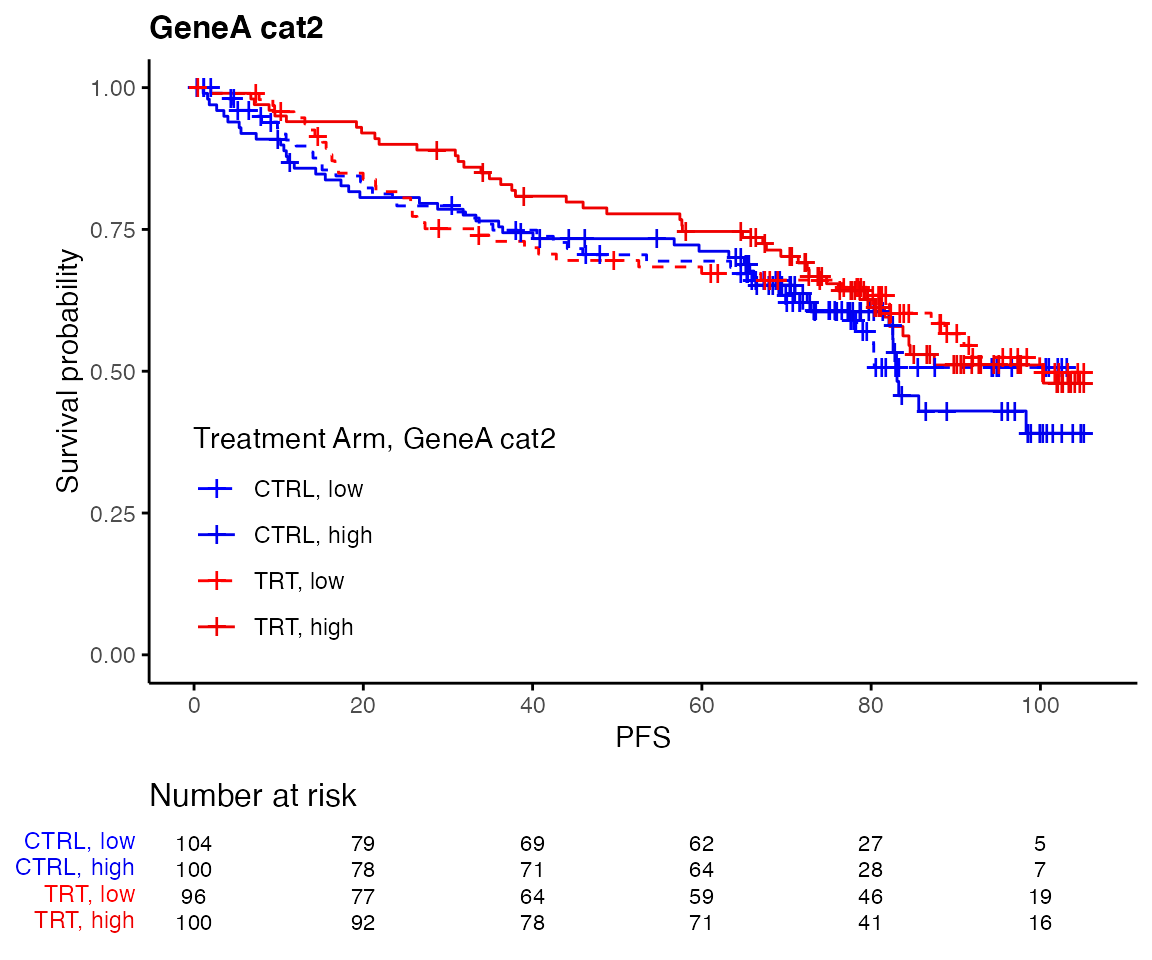 GeneA cat2
Survival probability
1.00
0.75
0.50
0.25
0.00
Treatment Arm, GeneA cat2
CTRL, low
CTRL, high
TRT, low
TRT, high
0 20 40 60 80 100
PFS
Number at risk
CTRL, low 104 79 69 62 27 5
CTRL, high 100 78 71 64 28 7
TRT, low 96 77 64 59 46 19
TRT, high 100 92 78 71 41 16